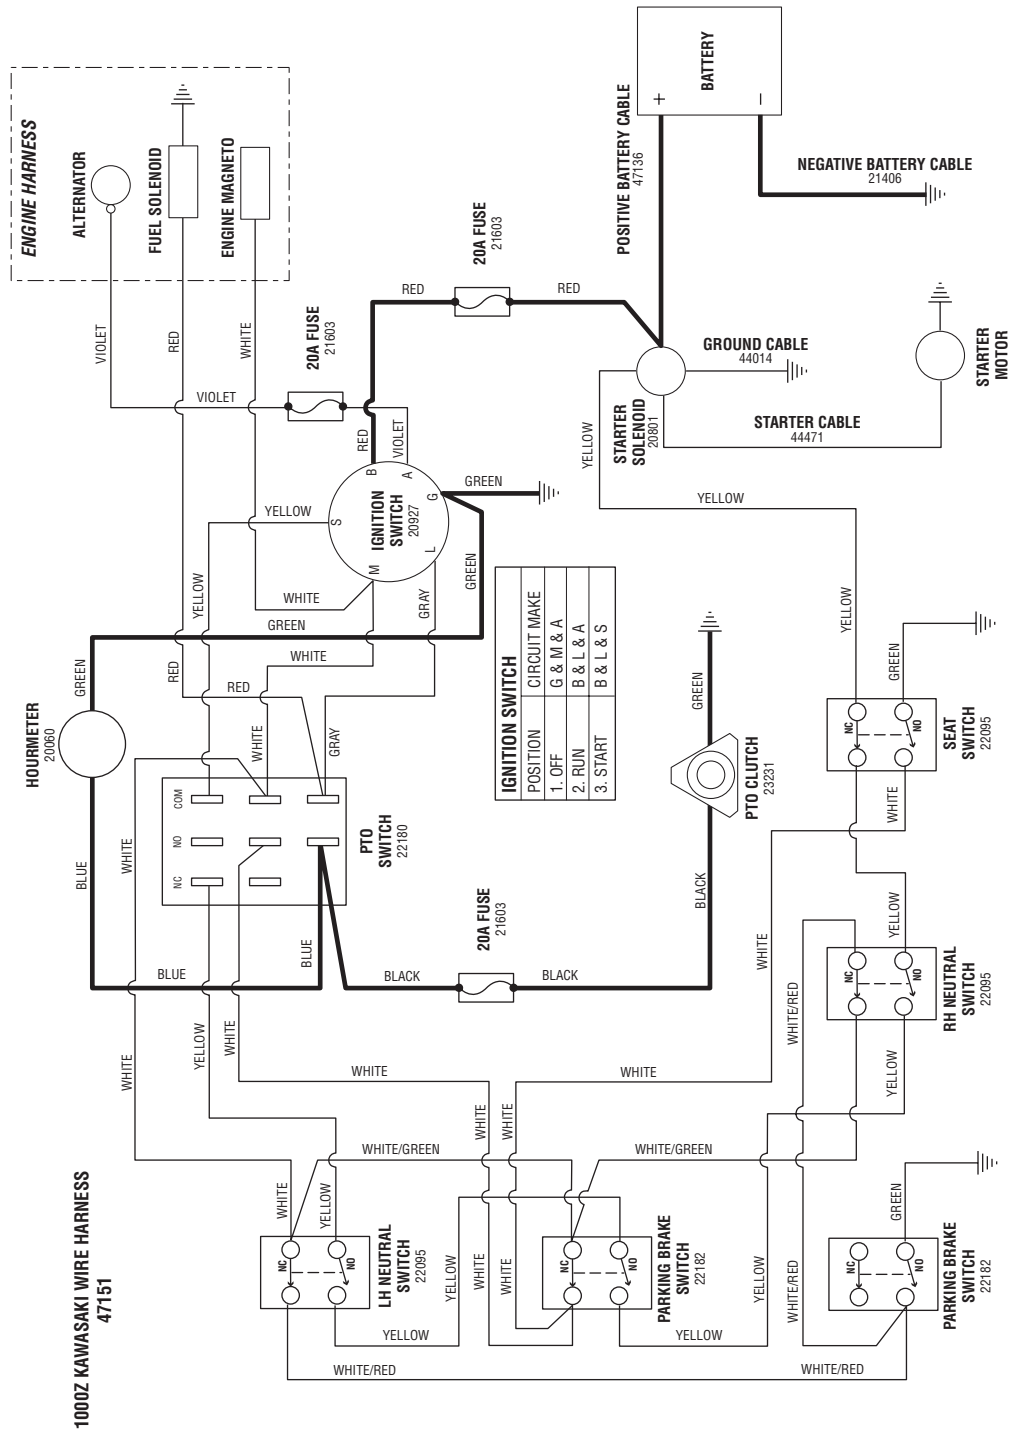 1000Z KAWASAKI WIRE HARNESS
47151
ENGINE HARNESS
ALTERNATOR
FUEL SOLENOID
ENGINE MAGNETO
VIOLET
RED
WHITE
VIOLET
20A FUSE
21603
RED
20A FUSE
21603
RED
BATTERY
+
–
POSITIVE BATTERY CABLE
47136
NEGATIVE BATTERY CABLE
21406
GROUND CABLE
44014
STARTER
SOLENOID
20801
STARTER CABLE
44471
STARTER
MOTOR
YELLOW
YELLOW
YELLOW
RED
VIOLET
B
A
G
S
L
M
IGNITION
SWITCH
20927
GREEN
YELLOW
YELLOW
WHITE
GREEN
GRAY
GREEN
WHITE
RED
RED
WHITE
GRAY
GREEN
HOURMETER
20060
BLUE
WHITE
COM
NO
NC
PTO
SWITCH
22180
IGNITION SWITCH
POSITION
CIRCUIT MAKE
1. OFF
G & M & A
2. RUN
B & L & A
3. START
B & L & S
GREEN
PTO CLUTCH
23231
BLACK
BLUE
BLUE
BLACK
20A FUSE
21603
BLACK
GREEN
NC
NO
SEAT
SWITCH
22095
WHITE
WHITE
YELLOW
NC
NO
RH NEUTRAL
SWITCH
22095
WHITE/RED
YELLOW
WHITE
YELLOW
WHITE
WHITE
WHITE
WHITE
WHITE
WHITE/GREEN
WHITE/GREEN
WHITE
YELLOW
NC
NO
LH NEUTRAL
SWITCH
22095
YELLOW
WHITE
WHITE
NC
NO
PARKING BRAKE
SWITCH
22182
YELLOW
WHITE/RED
GREEN
NC
NO
PARKING BRAKE
SWITCH
22182
YELLOW
YELLOW
WHITE/RED
WHITE/RED